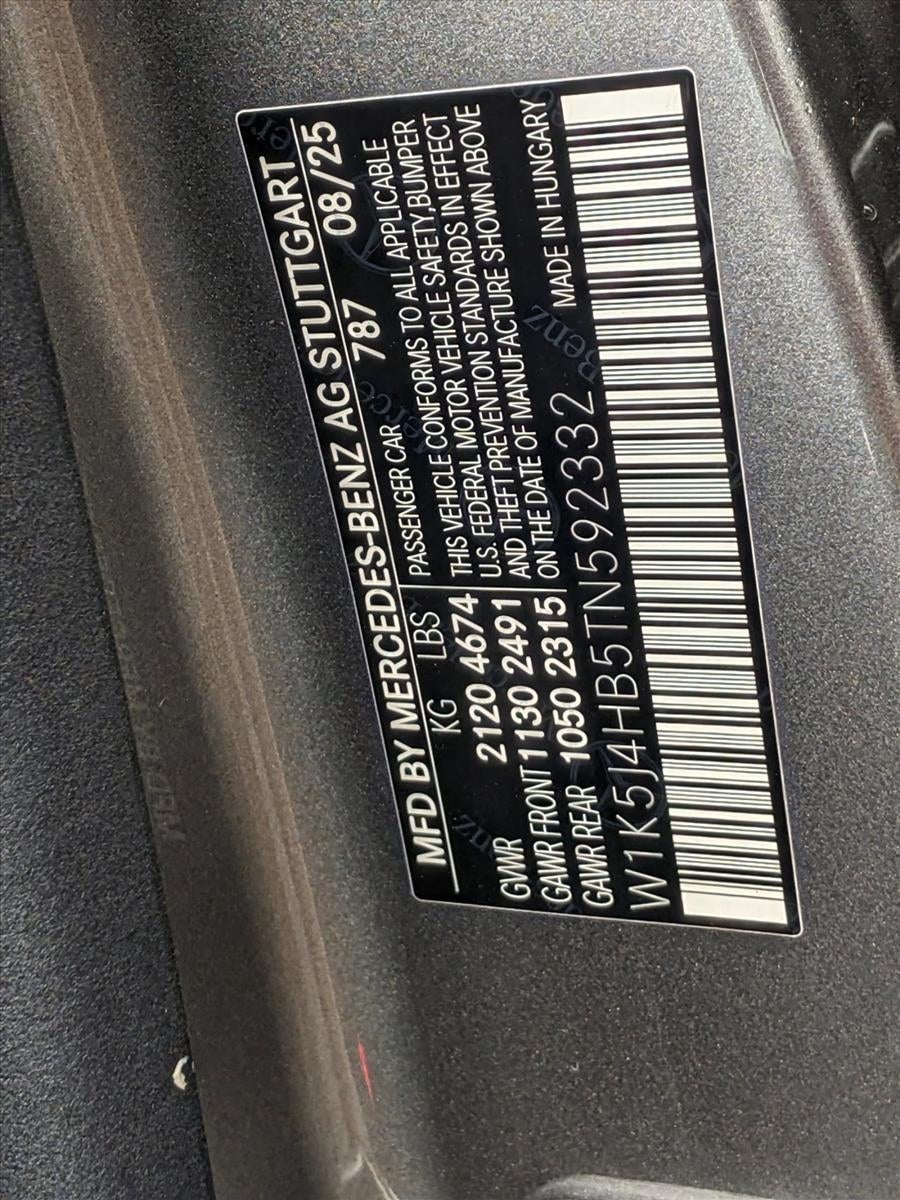 MFD BY MERCEDES-BENZ AG STUTTGART
KG LBS
PASSENGER CAR 787 08/25
GVWR 2120 4674
GAWR FRONT 1130 2491
GAWR REAR 1050 2315
THIS VEHICLE CONFORMS TO ALL APPLICABLE
U.S. FEDERAL MOTOR VEHICLE SAFETY, BUMPER
AND THEFT PREVENTION STANDARDS IN EFFECT
ON THE DATE OF MANUFACTURE SHOWN ABOVE
W1K5J4HB5TN592332 MADE IN HUNGARY